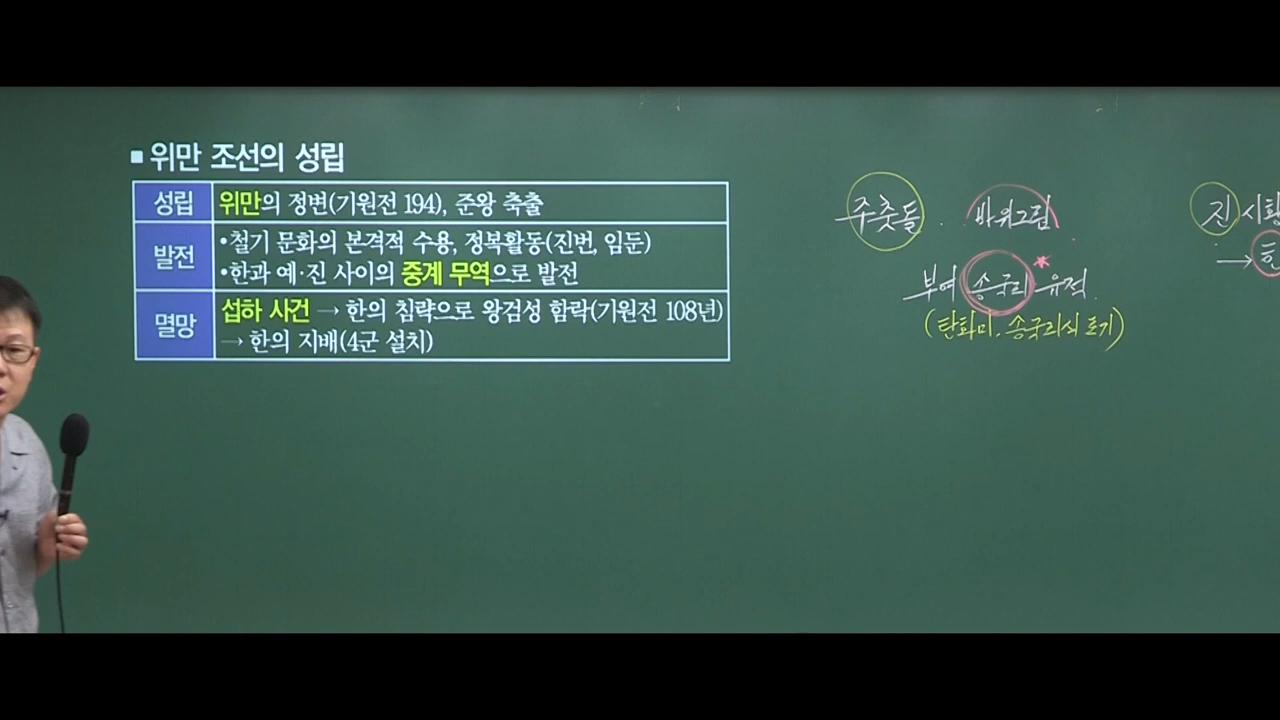 ■ 위만 조선의 성립
성립 위만의 정변(기원전 194), 준왕 축출
발전 •철기 문화의 본격적 수용, 정복활동(진번, 임둔)
•한과 예·진 사이의 중계 무역으로 발전
멸망 섭하 사건 → 한의 침략으로 왕검성 함락(기원전 108년)
→ 한의 지배(4군 설치)
주춧돌. 바위그림
부여 송국리 유적.
(탄화미. 송국리식 토기)
진시황
→ 한